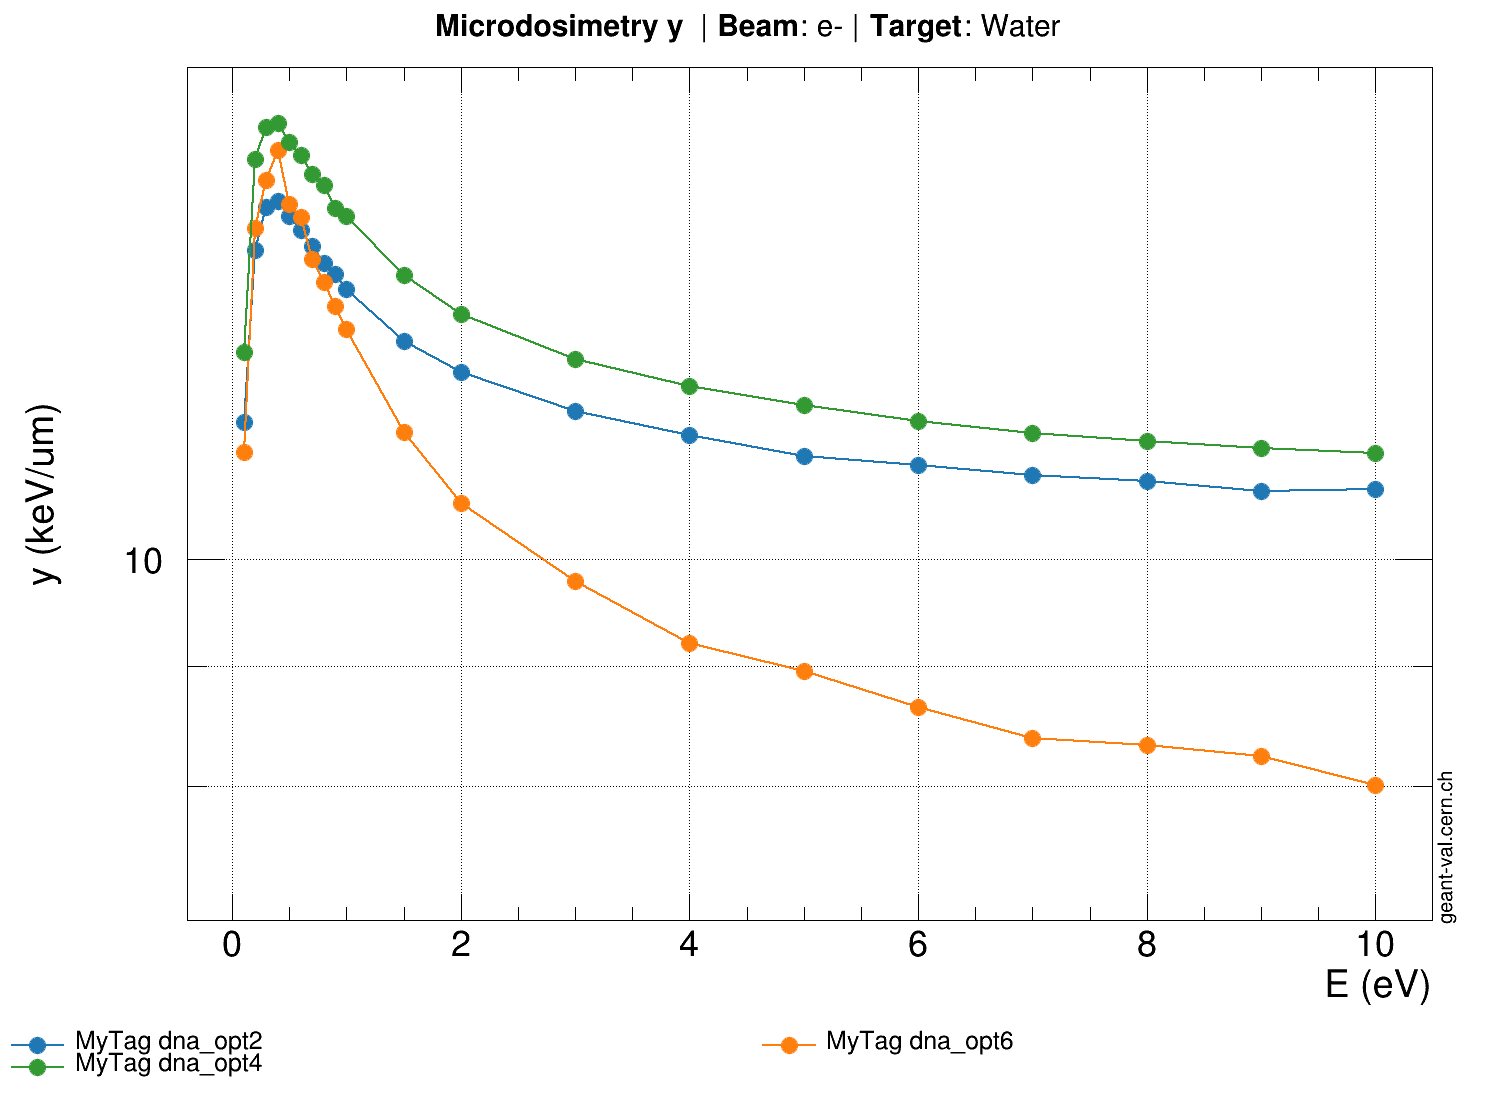 Microdosimetry y | Beam: e- | Target: Water
y (keV/um)
10
0 2 4 6 8 10
E (eV)
geant-val.cern.ch
MyTag dna_opt2
MyTag dna_opt4
MyTag dna_opt6